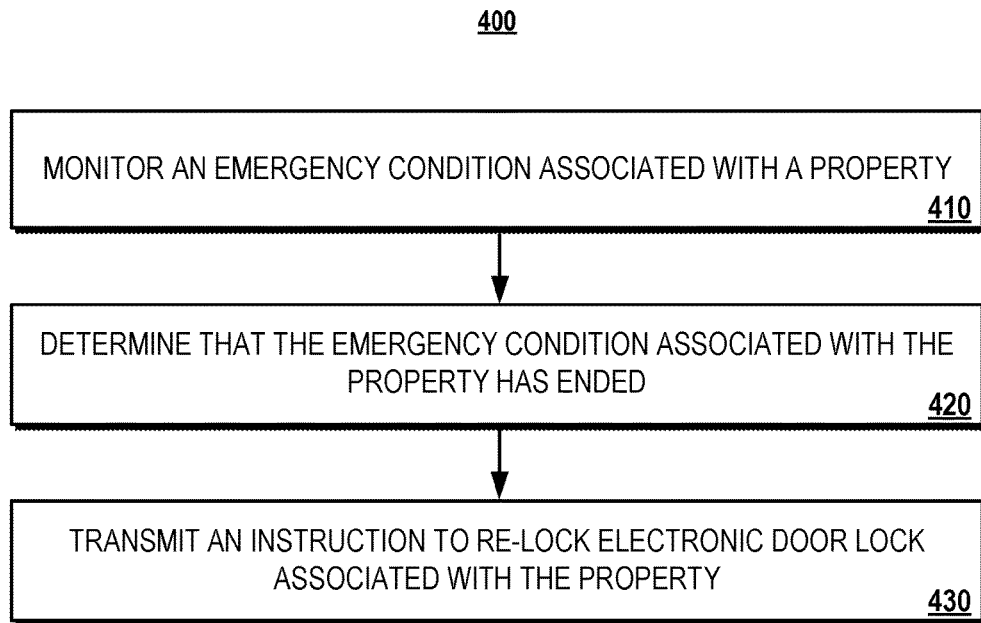 400
MONITOR AN EMERGENCY CONDITION ASSOCIATED WITH A PROPERTY
410
DETERMINE THAT THE EMERGENCY CONDITION ASSOCIATED WITH THE
PROPERTY HAS ENDED
420
TRANSMIT AN INSTRUCTION TO RE-LOCK ELECTRONIC DOOR LOCK
ASSOCIATED WITH THE PROPERTY
430